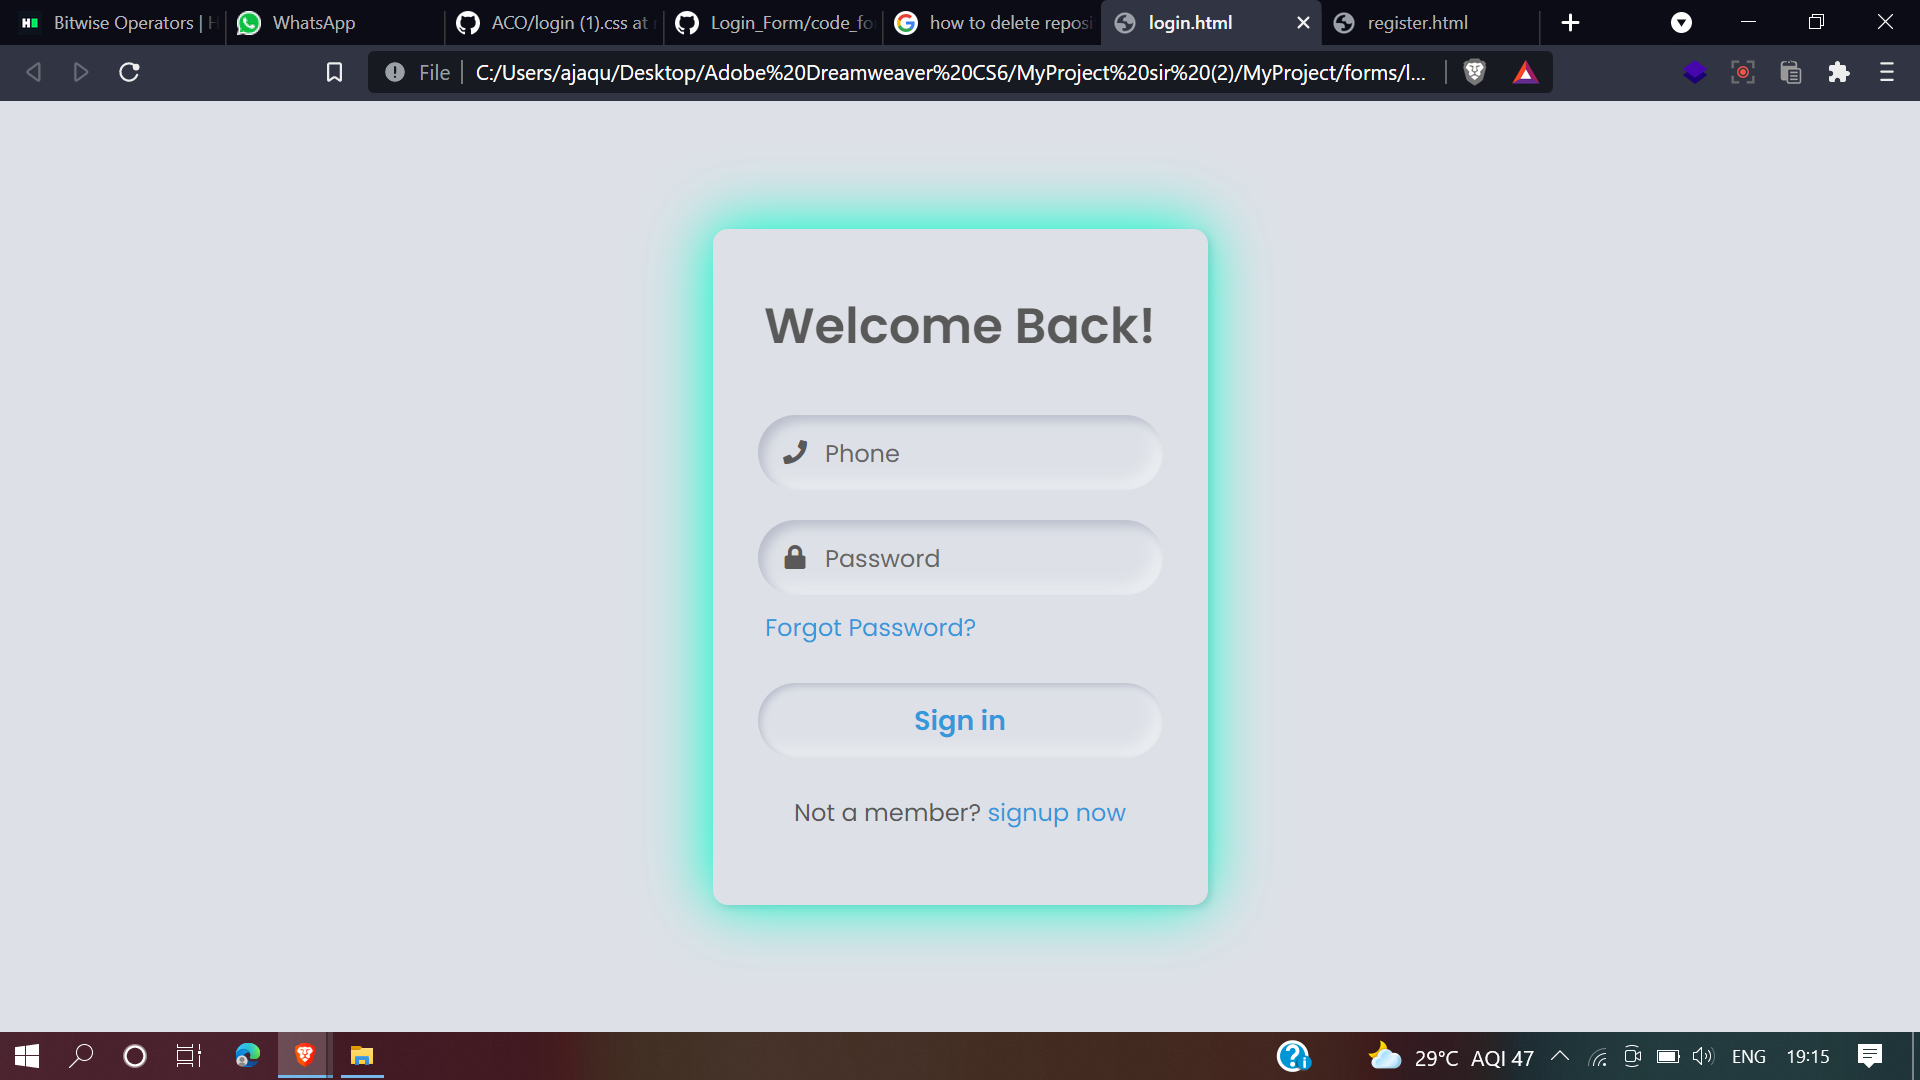 Bitwise Operators | H
WhatsApp
ACO/login (1).css at
Login_Form/code_fo
how to delete reposi
login.html
register.html
File
C:/Users/ajaqu/Desktop/Adobe%20Dreamweaver%20CS6/MyProject%20sir%20(2)/MyProject/forms/l...
Welcome Back!
Phone
Password
Forgot Password?
Sign in
Not a member? signup now
29°C AQI 47
ENG
19:15